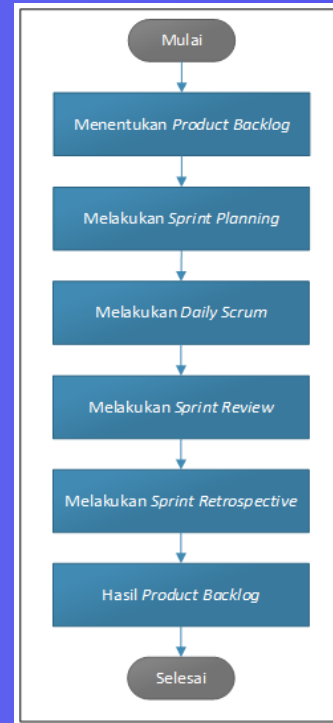 Mulai
Menentukan Product Backlog
Melakukan Sprint Planning
Melakukan Daily Scrum
Melakukan Sprint Review
Melakukan Sprint Retrospective
Hasil Product Backlog
Selesai